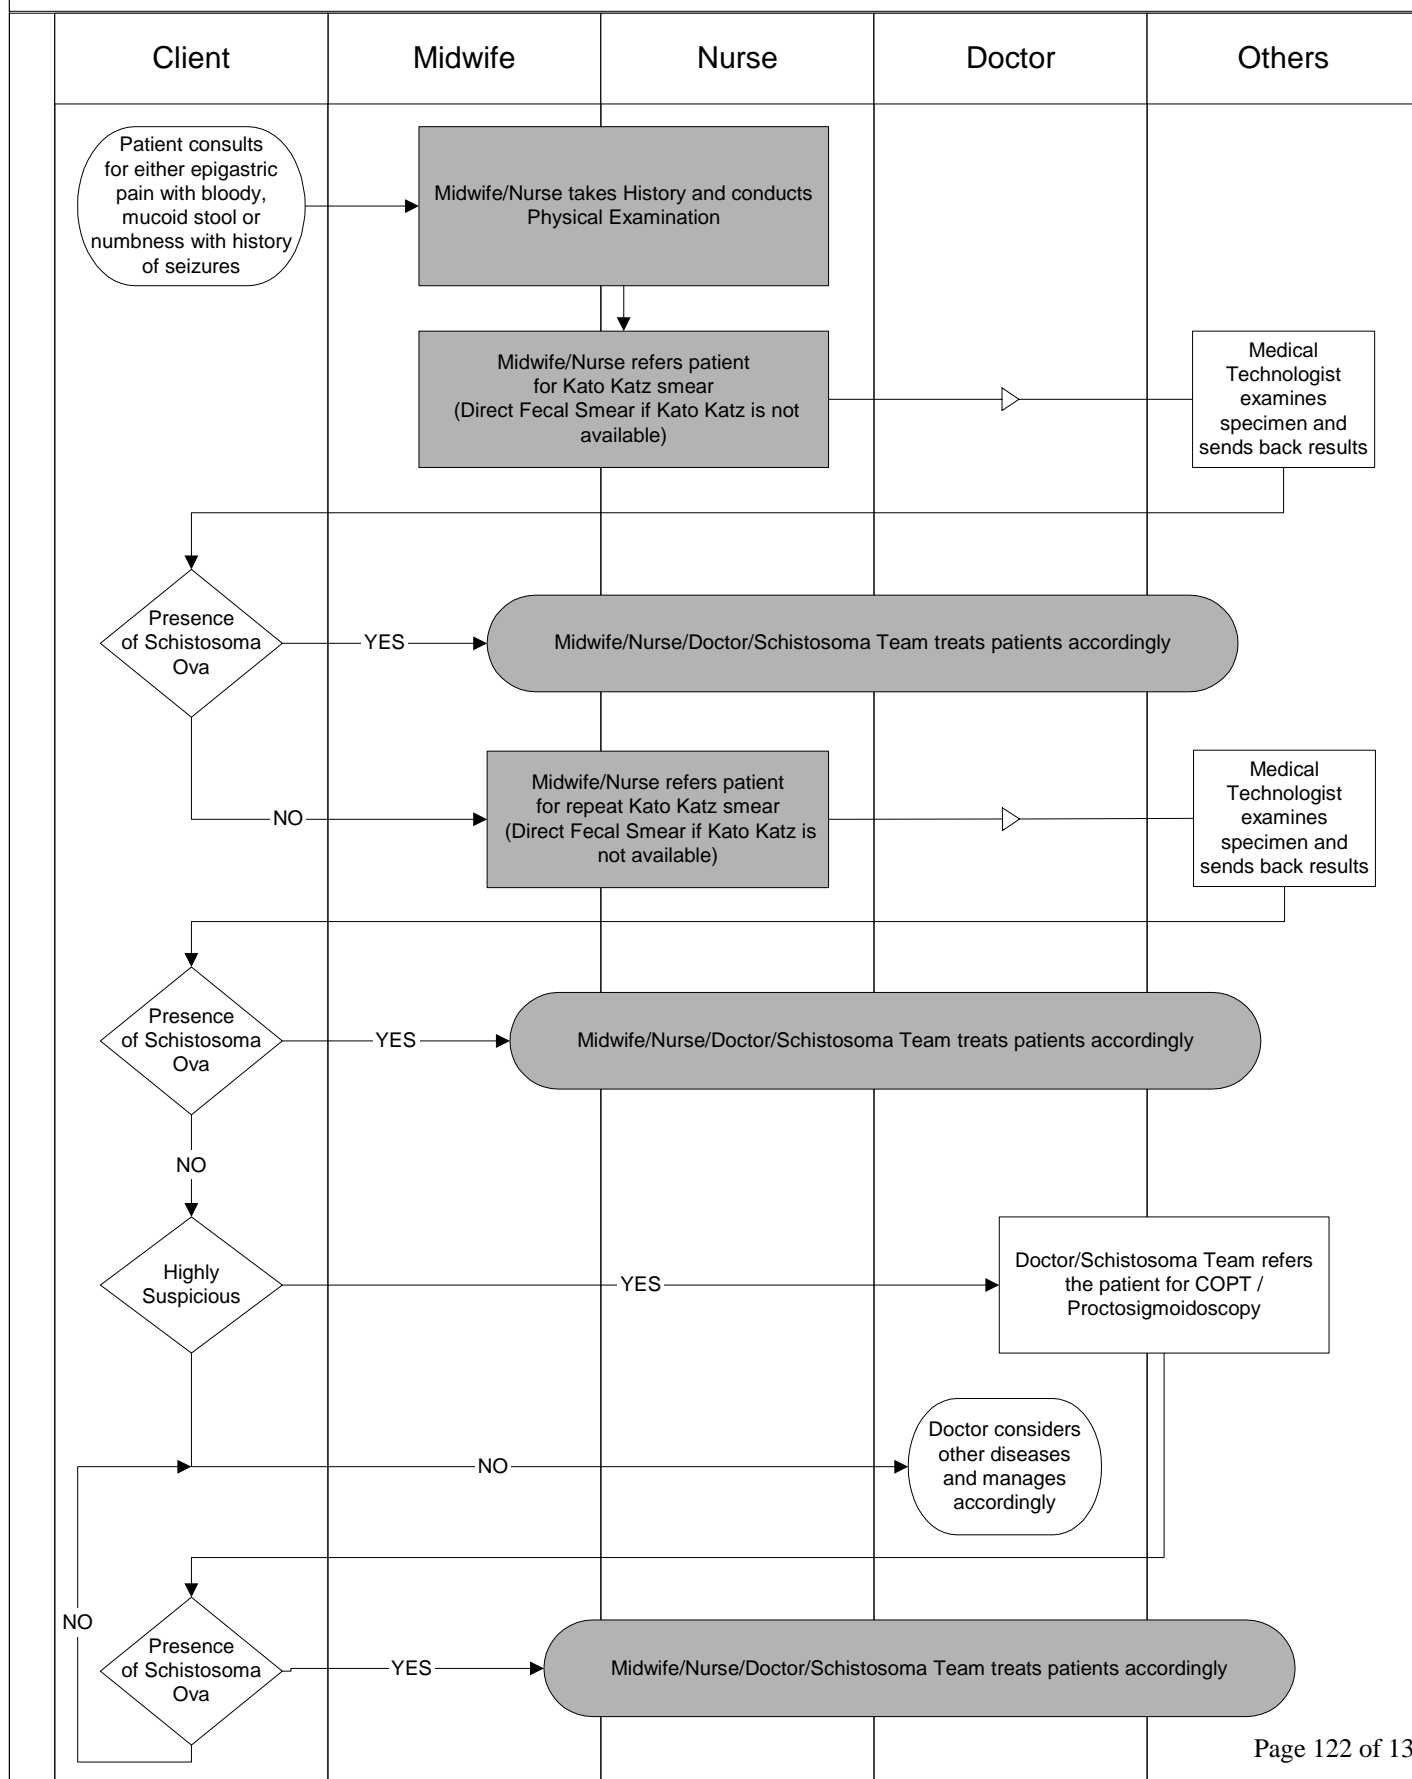 Client
Midwife
Nurse
Doctor
Others
Patient consults
for either epigastric
pain with bloody,
mucoid stool or
numbness with history
of seizures
Midwife/Nurse takes History and conducts
Physical Examination
Midwife/Nurse refers patient
for Kato Katz smear
(Direct Fecal Smear if Kato Katz is not
available)
Medical
Technologist
examines
specimen and
sends back results
Presence
of Schistosoma
Ova
YES
Midwife/Nurse/Doctor/Schistosoma Team treats patients accordingly
NO
Midwife/Nurse refers patient
for repeat Kato Katz smear
(Direct Fecal Smear if Kato Katz is
not available)
Medical
Technologist
examines
specimen and
sends back results
Presence
of Schistosoma
Ova
YES
Midwife/Nurse/Doctor/Schistosoma Team treats patients accordingly
NO
Highly
Suspicious
YES
Doctor/Schistosoma Team refers
the patient for COPT /
Proctosigmoidoscopy
NO
Doctor considers
other diseases
and manages
accordingly
NO
Presence
of Schistosoma
Ova
YES
Midwife/Nurse/Doctor/Schistosoma Team treats patients accordingly
Page 122 of 13